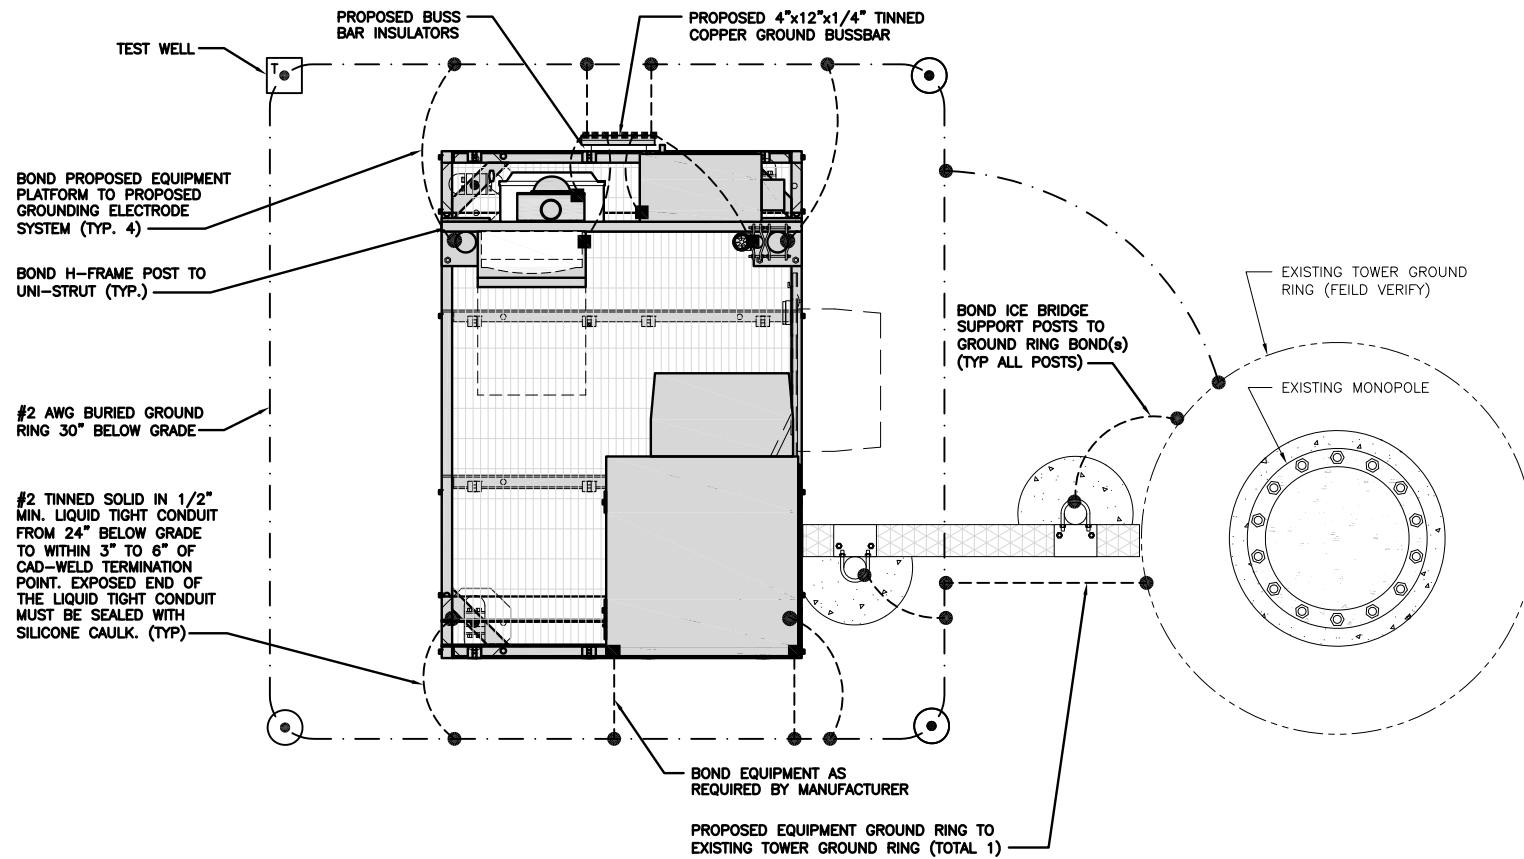 PROPOSED BUSS
BAR INSULATORS
PROPOSED 4"x12"x1/4" TINNED
COPPER GROUND BUSSBAR
TEST WELL
T
BOND PROPOSED EQUIPMENT
PLATFORM TO PROPOSED
GROUNDING ELECTRODE
SYSTEM (TYP. 4)
BOND H-FRAME POST TO
UNI-STRUT (TYP.)
EXISTING TOWER GROUND
RING (FEILD VERIFY)
BOND ICE BRIDGE
SUPPORT POSTS TO
GROUND RING BOND(s)
(TYP ALL POSTS)
EXISTING MONOPOLE
#2 AWG BURIED GROUND
RING 30" BELOW GRADE
#2 TINNED SOLID IN 1/2"
MIN. LIQUID TIGHT CONDUIT
FROM 24" BELOW GRADE
TO WITHIN 3" TO 6" OF
CAD-WELD TERMINATION
POINT. EXPOSED END OF
THE LIQUID TIGHT CONDUIT
MUST BE SEALED WITH
SILICONE CAULK. (TYP)
BOND EQUIPMENT AS
REQUIRED BY MANUFACTURER
PROPOSED EQUIPMENT GROUND RING TO
EXISTING TOWER GROUND RING (TOTAL 1)